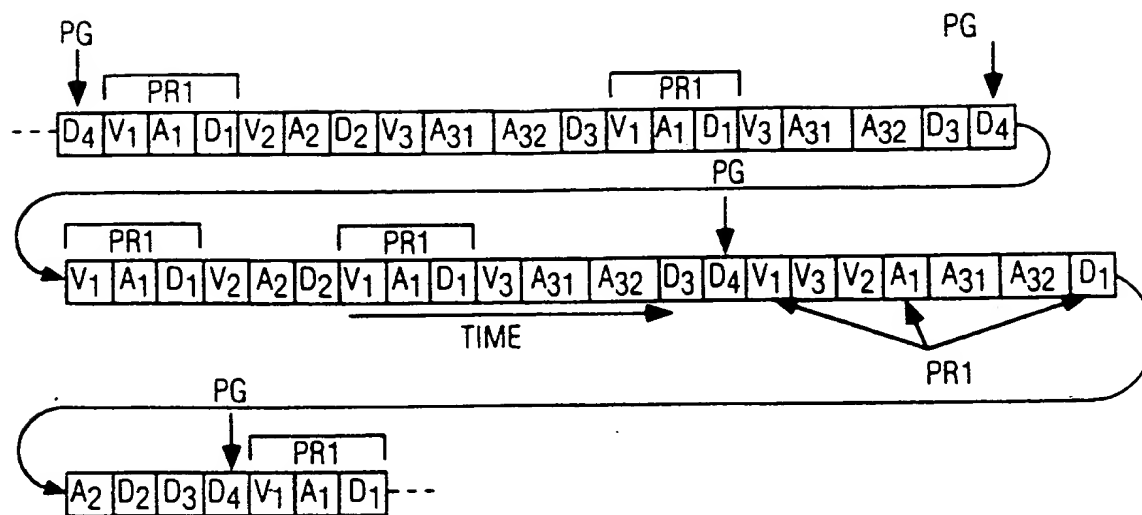 PG PG
PR1 PR1
D4 V1 A1 D1 V2 A2 D2 V3 A31 A32 D3 V1 A1 D1 V3 A31 A32 D3 D4
PG
PR1 PR1
V1 A1 D1 V2 A2 D2 V1 A1 D1 V3 A31 A32 D3 D4 V1 V3 V2 A1 A31 A32 D1
TIME
PR1
PG
PR1
A2 D2 D3 D4 V1 A1 D1